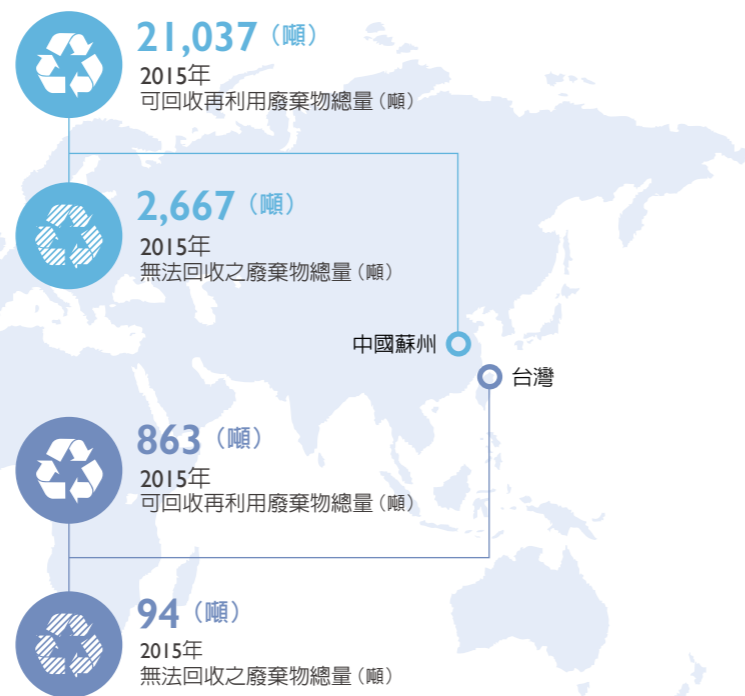 21,037（噸）
2015年
可回收再利用廢棄物總量（噸）
2,667（噸）
2015年
無法回收之廢棄物總量（噸）
中國蘇州
台灣
863（噸）
2015年
可回收再利用廢棄物總量（噸）
94（噸）
2015年
無法回收之廢棄物總量（噸）